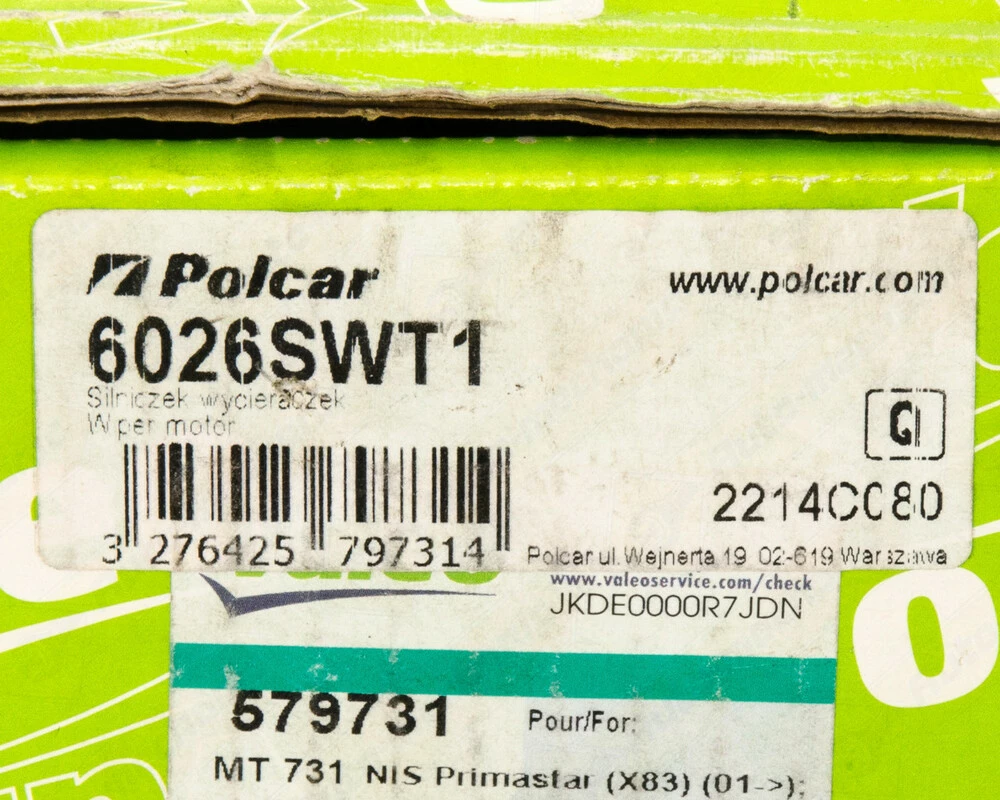 Polcar
www.polcar.com
6026SWT1
Silniczek wycieraczek
Wiper motor
G
2214C080
3 276425 797314
Polcar ul. Wejnerta 19 02-619 Warszawa
valeo
www.valeoservice.com/check
JKDE0000R7JDN
579731
Pour/For:
MT 731 NIS Primastar (X83) (01->);